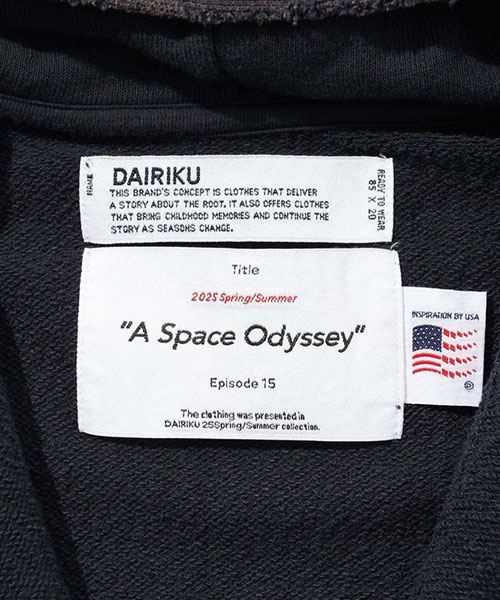 NAME
DAIRIKU
THIS BRAND'S CONCEPT IS CLOTHES THAT DELIVER
A STORY ABOUT THE ROOT. IT ALSO OFFERS CLOTHES
THAT BRING CHILDHOOD MEMORIES AND CONTINUE THE
STORY AS SEASONS CHANGE.
READY TO WEAR
85 X 20
Title
2025 Spring/Summer
"A Space Odyssey"
Episode 15
The clothing was presented in
DAIRIKU 25Spring/Summer collection.
INSPIRATION BY USA
©